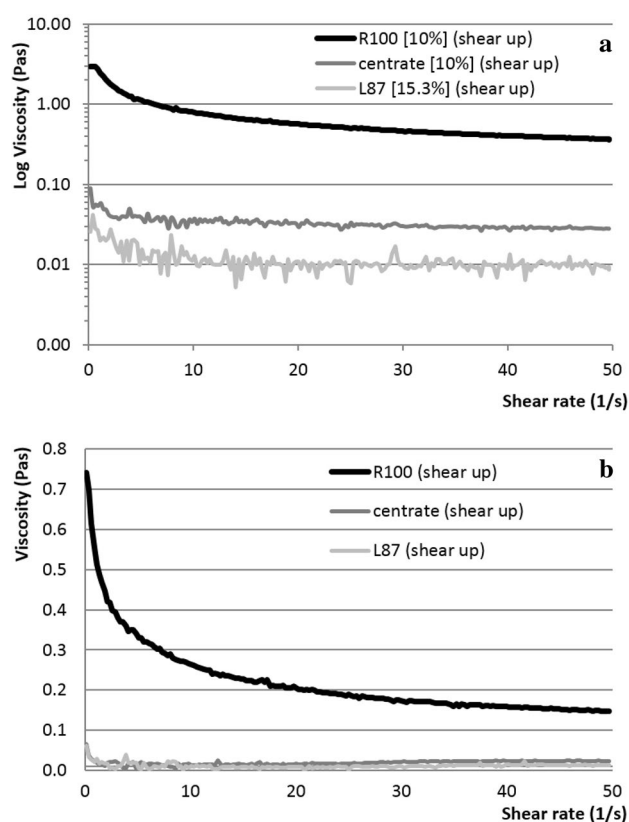 Log Viscosity (Pas)
10.00
1.00
0.10
0.01
0.00
R100 [10%] (shear up)
centrate [10%] (shear up)
L87 [15.3%] (shear up)
a
0 10 20 30 40 50
Shear rate (1/s)
Viscosity (Pas)
0.8
0.7
0.6
0.5
0.4
0.3
0.2
0.1
0.0
R100 (shear up)
centrate (shear up)
L87 (shear up)
b
0 10 20 30 40 50
Shear rate (1/s)